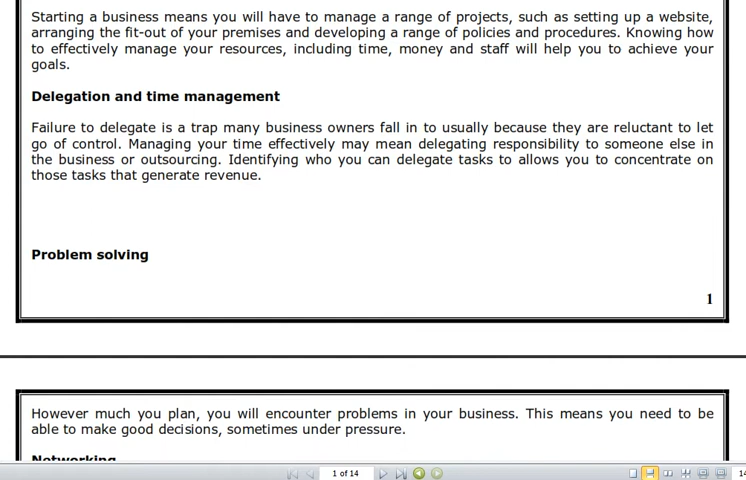 Starting a business means you will have to manage a range of projects, such as setting up a website,
arranging the fit-out of your premises and developing a range of policies and procedures. Knowing how
to effectively manage your resources, including time, money and staff will help you to achieve your
goals.
Delegation and time management
Failure to delegate is a trap many business owners fall in to usually because they are reluctant to let
go of control. Managing your time effectively may mean delegating responsibility to someone else in
the business or outsourcing. Identifying who you can delegate tasks to allows you to concentrate on
those tasks that generate revenue.
Problem solving
1
However much you plan, you will encounter problems in your business. This means you need to be
able to make good decisions, sometimes under pressure.
Networking
1 of 14